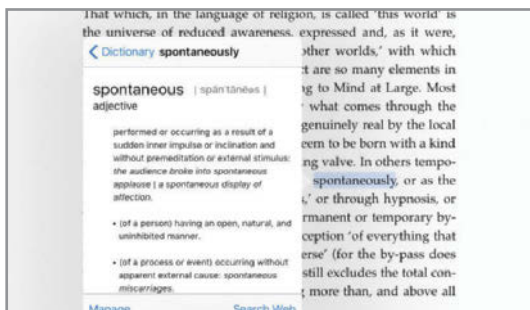 That which, in the language of religion, is called 'this world' is
the universe of reduced awareness, expressed and, as it were,
Dictionary spontaneously
spontaneous | spänˈtānēəs |
adjective
performed or occurring as a result of a
sudden inner impulse or inclination and
without premeditation or external stimulus:
the audience broke into spontaneous
applause | a spontaneous display of
affection.
• (of a person) having an open, natural, and
uninhibited manner.
• (of a process or event) occurring without
apparent external cause: spontaneous
miscarriages.
Manage Search Web
other worlds,' with which
t are so many elements in
ng to Mind at Large. Most
what comes through the
genuinely real by the local
eem to be born with a kind
ng valve. In others tempo-
spontaneously, or as the
,' or through hypnosis, or
rmanent or temporary by-
ception 'of everything that
erse' (for the by-pass does
still excludes the total con-
more than, and above all